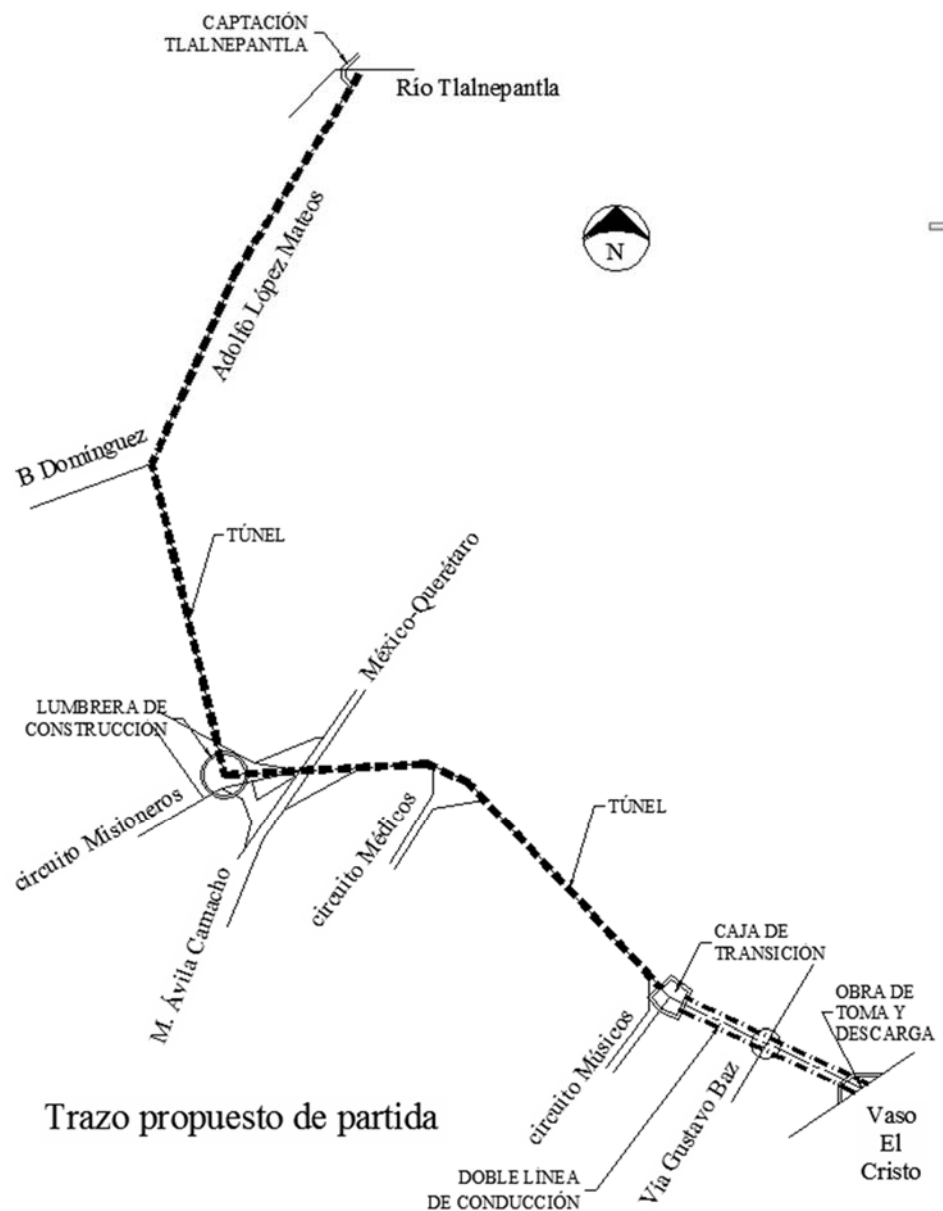 CAPTACIÓN
TLALNEPANTLA
Río Tlalnepantla
Adolfo López Mateos
N
B Domínguez
TÚNEL
México-Querétaro
LUMBRERA DE
CONSTRUCCIÓN
circuito Misioneros
M. Ávila Camacho
circuito Médicos
TÚNEL
CAJA DE
TRANSICIÓN
OBRA DE
TOMA Y
DESCARGA
circuito Músicos
Via Gustavo Baz
Vaso
El
Cristo
Trazo propuesto de partida
DOBLE LÍNEA
DE CONDUCCIÓN